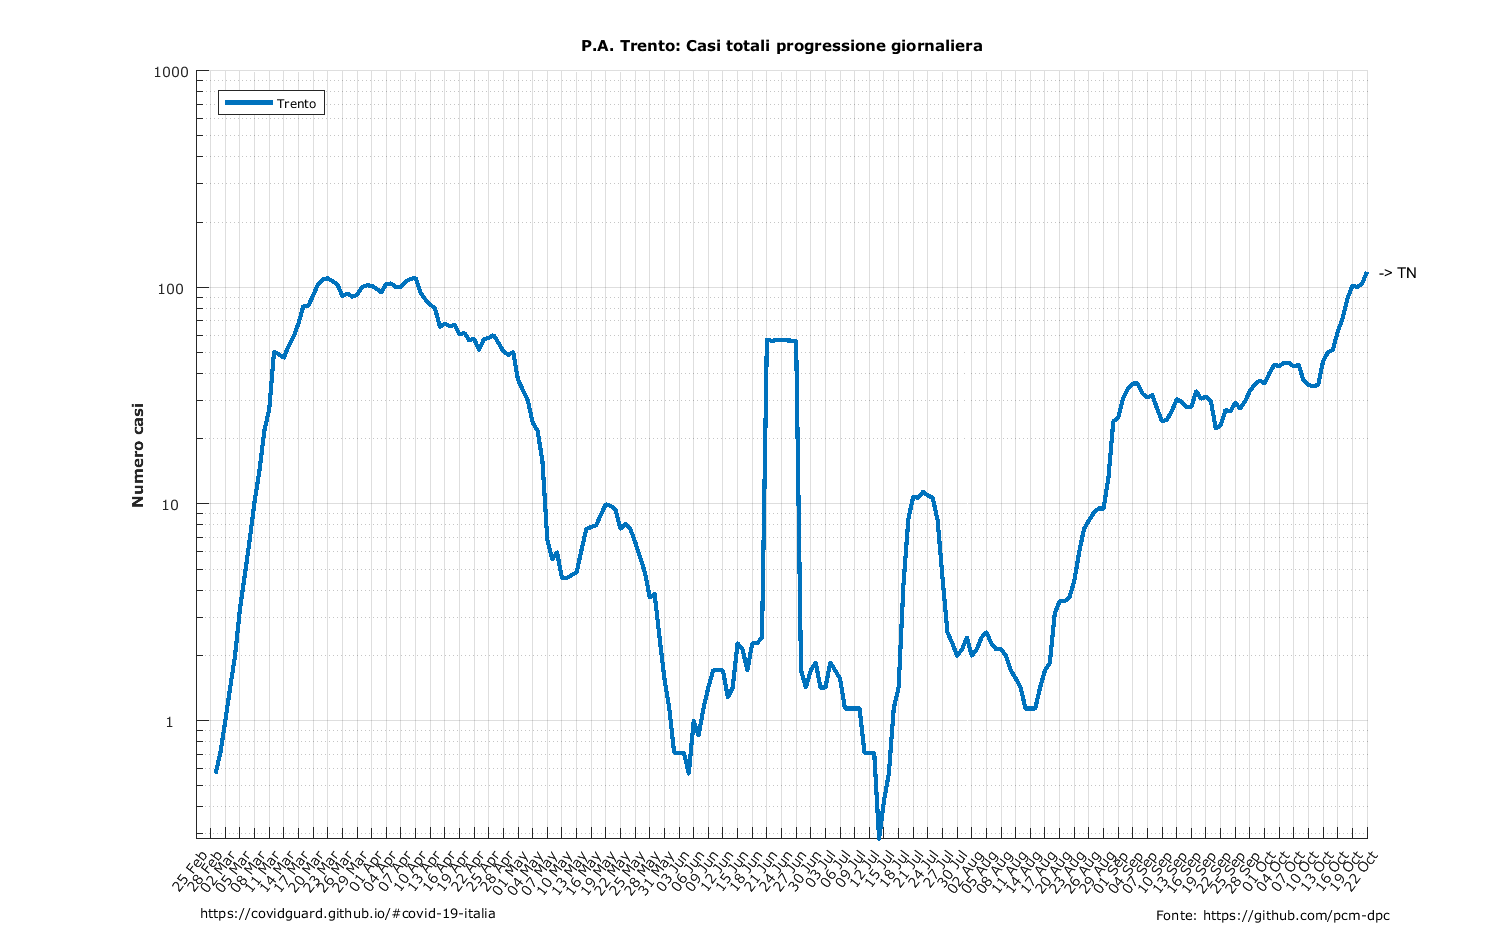 P.A. Trento: Casi totali progressione giornaliera
1000
Trento
100
-> TN
Numero casi
10
1
25 Feb
28 Feb
02 Mar
05 Mar
08 Mar
11 Mar
14 Mar
17 Mar
20 Mar
23 Mar
26 Mar
29 Mar
01 Apr
04 Apr
07 Apr
10 Apr
13 Apr
16 Apr
19 Apr
22 Apr
25 Apr
28 Apr
01 May
04 May
07 May
10 May
13 May
16 May
19 May
22 May
25 May
28 May
31 May
03 Jun
06 Jun
09 Jun
12 Jun
15 Jun
18 Jun
21 Jun
24 Jun
27 Jun
30 Jun
03 Jul
06 Jul
09 Jul
12 Jul
15 Jul
18 Jul
21 Jul
24 Jul
27 Jul
30 Jul
02 Aug
05 Aug
08 Aug
11 Aug
14 Aug
17 Aug
20 Aug
23 Aug
26 Aug
29 Aug
01 Sep
04 Sep
07 Sep
10 Sep
13 Sep
16 Sep
19 Sep
22 Sep
25 Sep
28 Sep
01 Oct
04 Oct
07 Oct
10 Oct
13 Oct
16 Oct
19 Oct
22 Oct
https://covidguard.github.io/#covid-19-italia
Fonte: https://github.com/pcm-dpc